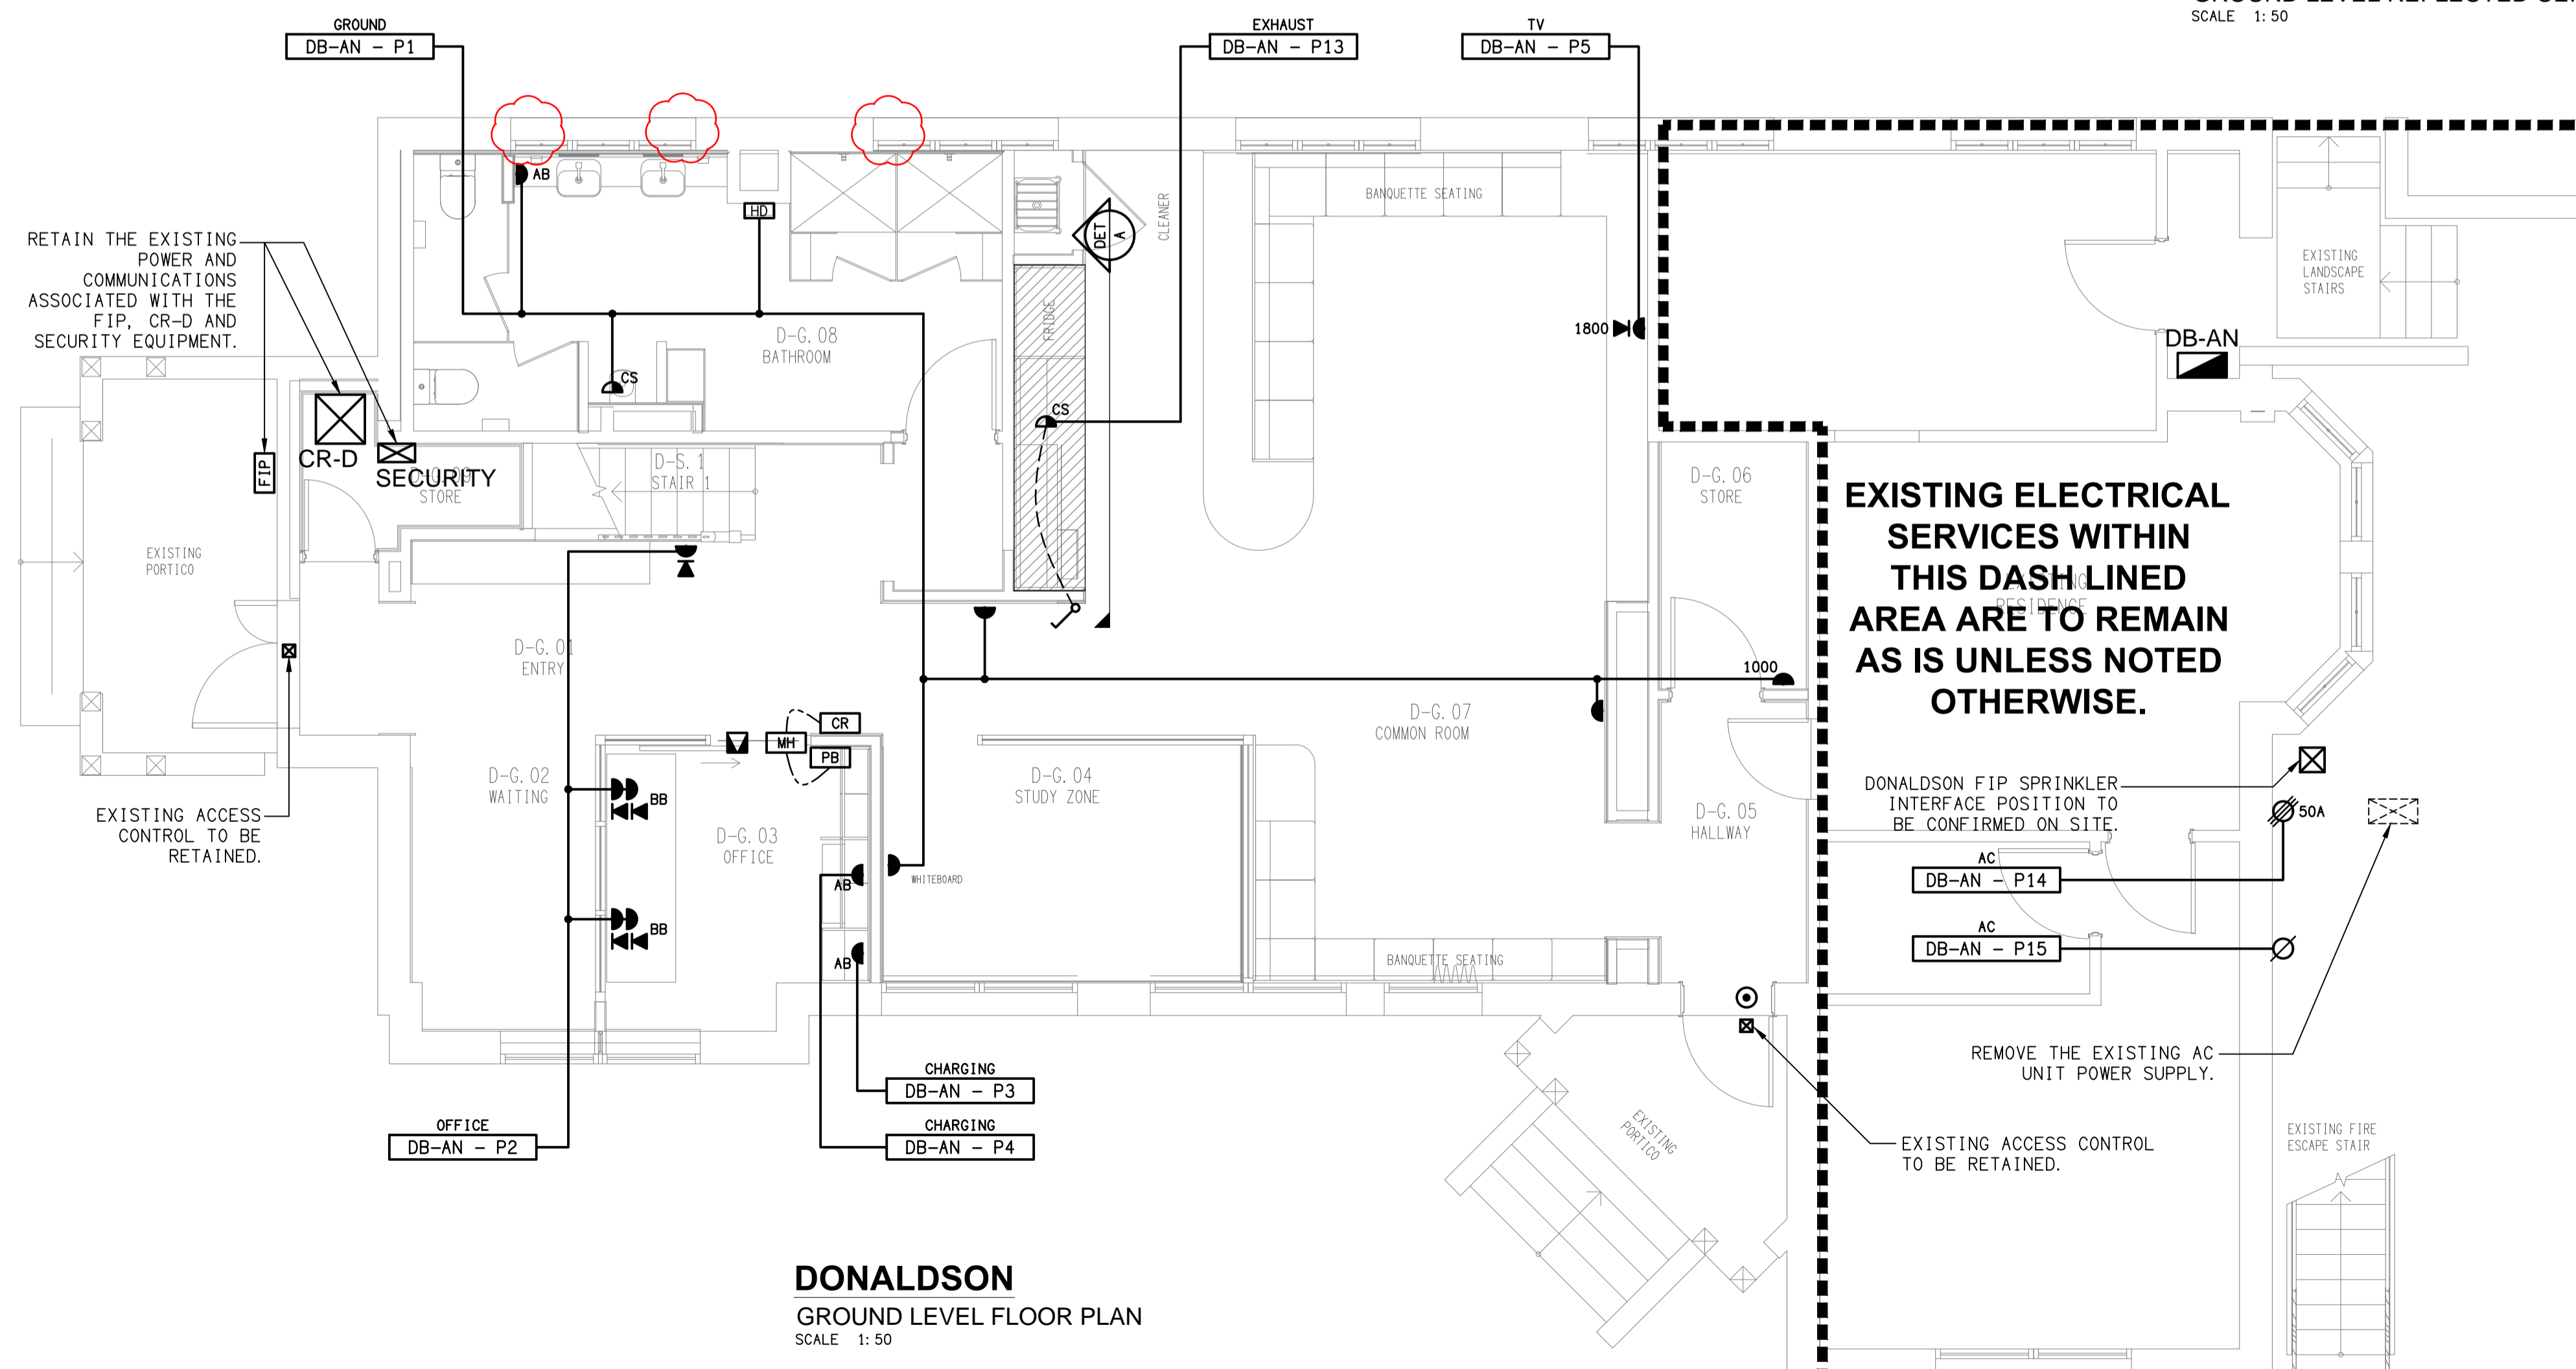 SCALE 1:50
GROUND
DB-AN - P1
EXHAUST
DB-AN - P13
TV
DB-AN - P5
AB
HD
BANQUETTE SEATING
CLEANER
DET
A
RETAIN THE EXISTING
POWER AND
COMMUNICATIONS
ASSOCIATED WITH THE
FIP, CR-D AND
SECURITY EQUIPMENT.
EXISTING
LANDSCAPE
STAIRS
D-G.08
BATHROOM
FRIDGE
1800
DB-AN
CS
CS
FIP
CR-D
SECURITY
STORE
D-S.1
STAIR 1
D-G.06
STORE
EXISTING ELECTRICAL
SERVICES WITHIN
THIS DASH LINED
AREA ARE TO REMAIN
AS IS UNLESS NOTED
OTHERWISE.
EXISTING
RESIDENCE
EXISTING
PORTICO
D-G.01
ENTRY
1000
D-G.07
COMMON ROOM
CR
MH
PB
D-G.02
WAITING
D-G.04
STUDY ZONE
BB
D-G.03
OFFICE
D-G.05
HALLWAY
EXISTING ACCESS
CONTROL TO BE
RETAINED.
DONALDSON FIP SPRINKLER
INTERFACE POSITION TO
BE CONFIRMED ON SITE.
50A
AC
DB-AN - P14
AB
WHITEBOARD
BB
AB
AC
DB-AN - P15
BANQUETTE SEATING
REMOVE THE EXISTING AC
UNIT POWER SUPPLY.
CHARGING
DB-AN - P3
OFFICE
DB-AN - P2
CHARGING
DB-AN - P4
EXISTING
PORTICO
EXISTING ACCESS CONTROL
TO BE RETAINED.
EXISTING FIRE
ESCAPE STAIR
DONALDSON
GROUND LEVEL FLOOR PLAN
SCALE 1:50